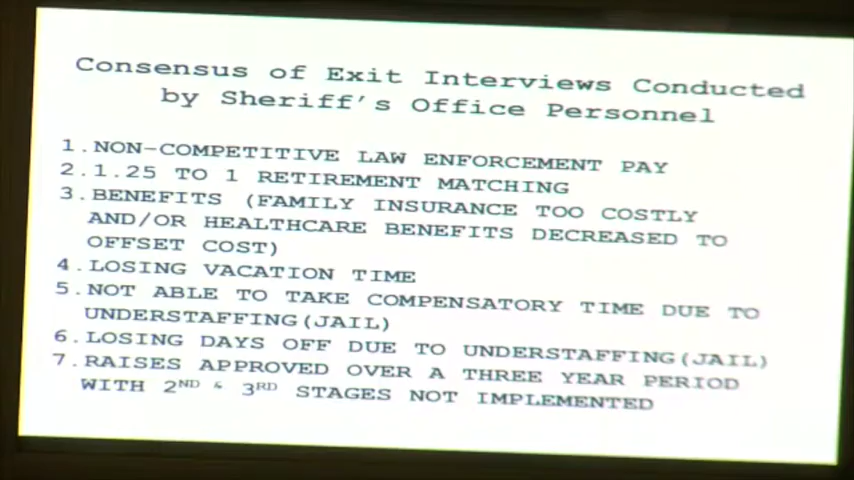 Consensus of Exit Interviews Conducted
by Sheriff's Office Personnel
1.NON-COMPETITIVE LAW ENFORCEMENT PAY
2.1.25 TO 1 RETIREMENT MATCHING
3.BENEFITS (FAMILY INSURANCE TOO COSTLY
AND/OR HEALTHCARE BENEFITS DECREASED TO
OFFSET COST)
4.LOSING VACATION TIME
5.NOT ABLE TO TAKE COMPENSATORY TIME DUE TO
UNDERSTAFFING(JAIL)
6.LOSING DAYS OFF DUE TO UNDERSTAFFING(JAIL)
7.RAISES APPROVED OVER A THREE YEAR PERIOD
WITH 2ND & 3RD STAGES NOT IMPLEMENTED